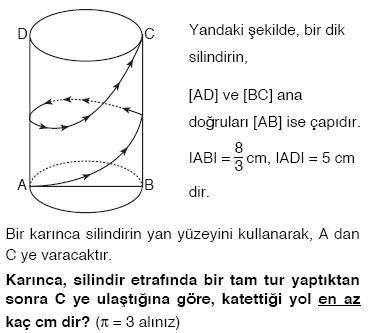 D
C
A
B
Yandaki şekilde, bir dik
silindirin,
[AD] ve [BC] ana
doğruları [AB] ise çapıdır.
IABI = 8/3 cm, IADI = 5 cm
dir.
Bir karınca silindirin yan yüzeyini kullanarak, A dan
C ye varacaktır.
Karınca, silindir etrafında bir tam tur yaptıktan
sonra C ye ulaştığına göre, katettiği yol en az
kaç cm dir? (π = 3 alınız)